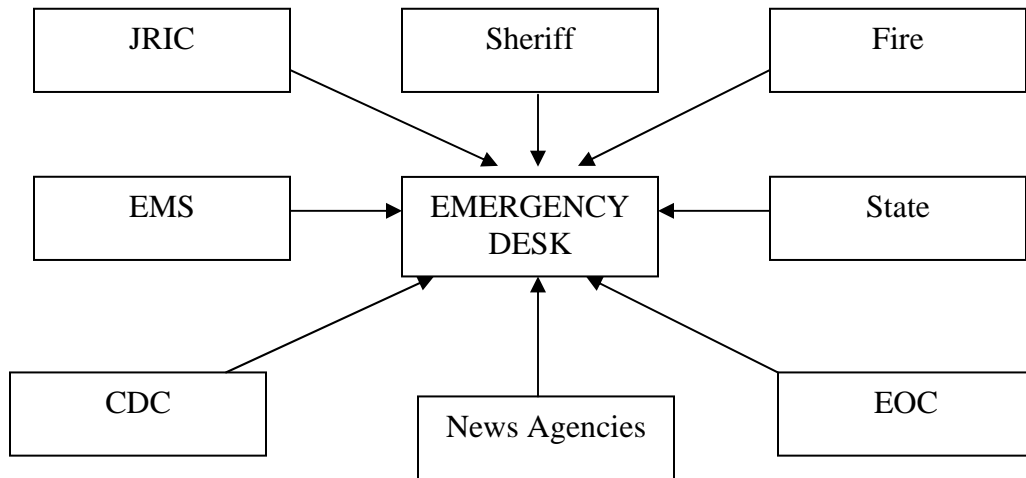 JRIC
Sheriff
Fire
EMS
EMERGENCY
DESK
State
CDC
News Agencies
EOC